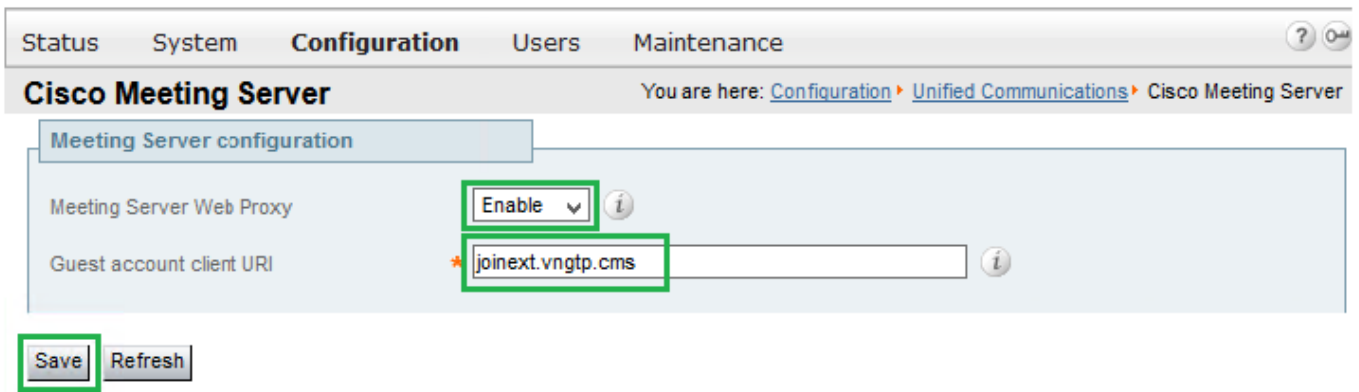 Status System Configuration Users Maintenance ?
Cisco Meeting Server You are here: Configuration Unified Communications Cisco Meeting Server
Meeting Server configuration
Meeting Server Web Proxy Enable i
Guest account client URI * joinext.vngtp.cms i
Save Refresh